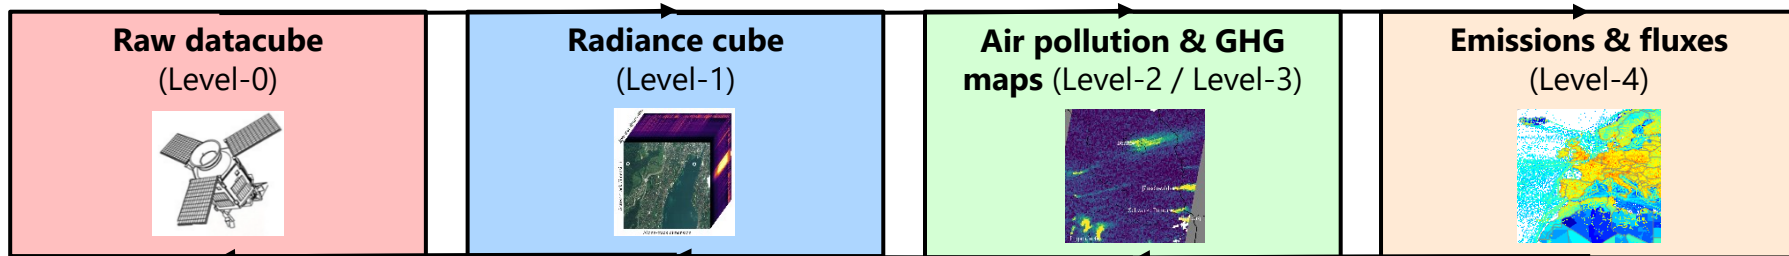 Raw datacube
(Level-0)
Radiance cube
(Level-1)
Air pollution & GHG
maps (Level-2 / Level-3)
Emissions & fluxes
(Level-4)